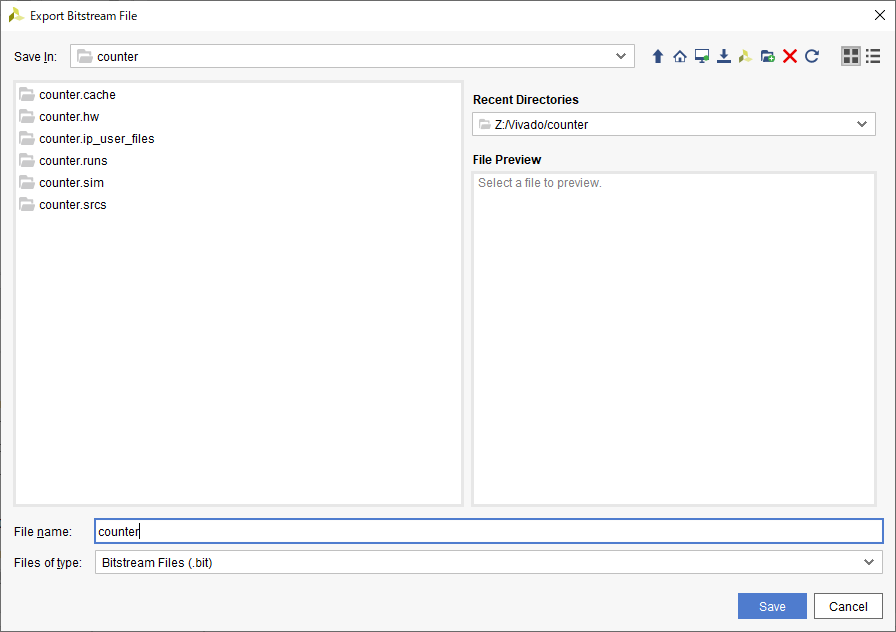 Export Bitstream File
Save In: counter
counter.cache
counter.hw
counter.ip_user_files
counter.runs
counter.sim
counter.srcs
Recent Directories
Z:/Vivado/counter
File Preview
Select a file to preview.
File name: counter
Files of type: Bitstream Files (.bit)
Save Cancel